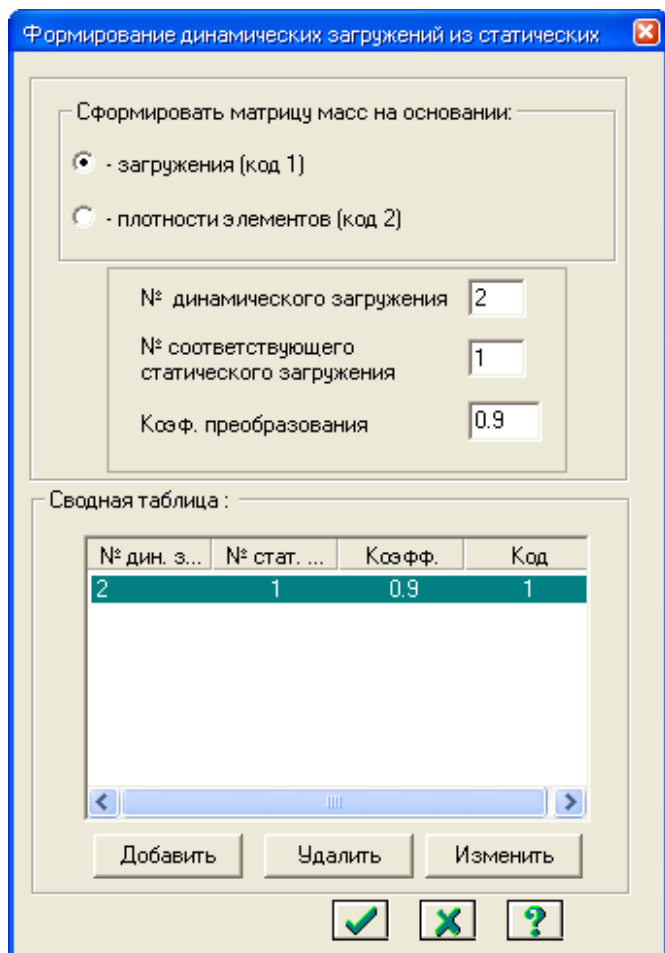 Формирование динамических загружений из статических
Сформировать матрицу масс на основании:
- загружения (код 1)
- плотности элементов (код 2)
№ динамического загружения 2
№ соответствующего
статического загружения 1
Коэф. преобразования 0.9
Сводная таблица :
№ дин. з... № стат. ... Коэфф. Код
2 1 0.9 1
Добавить Удалить Изменить
?